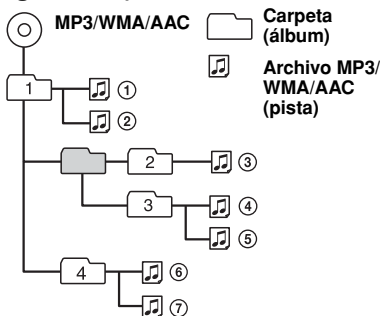 MP3/WMA/AAC
Carpeta
(álbum)
Archivo MP3/
WMA/AAC
(pista)
1
①
②
2
③
3
④
⑤
4
⑥
⑦